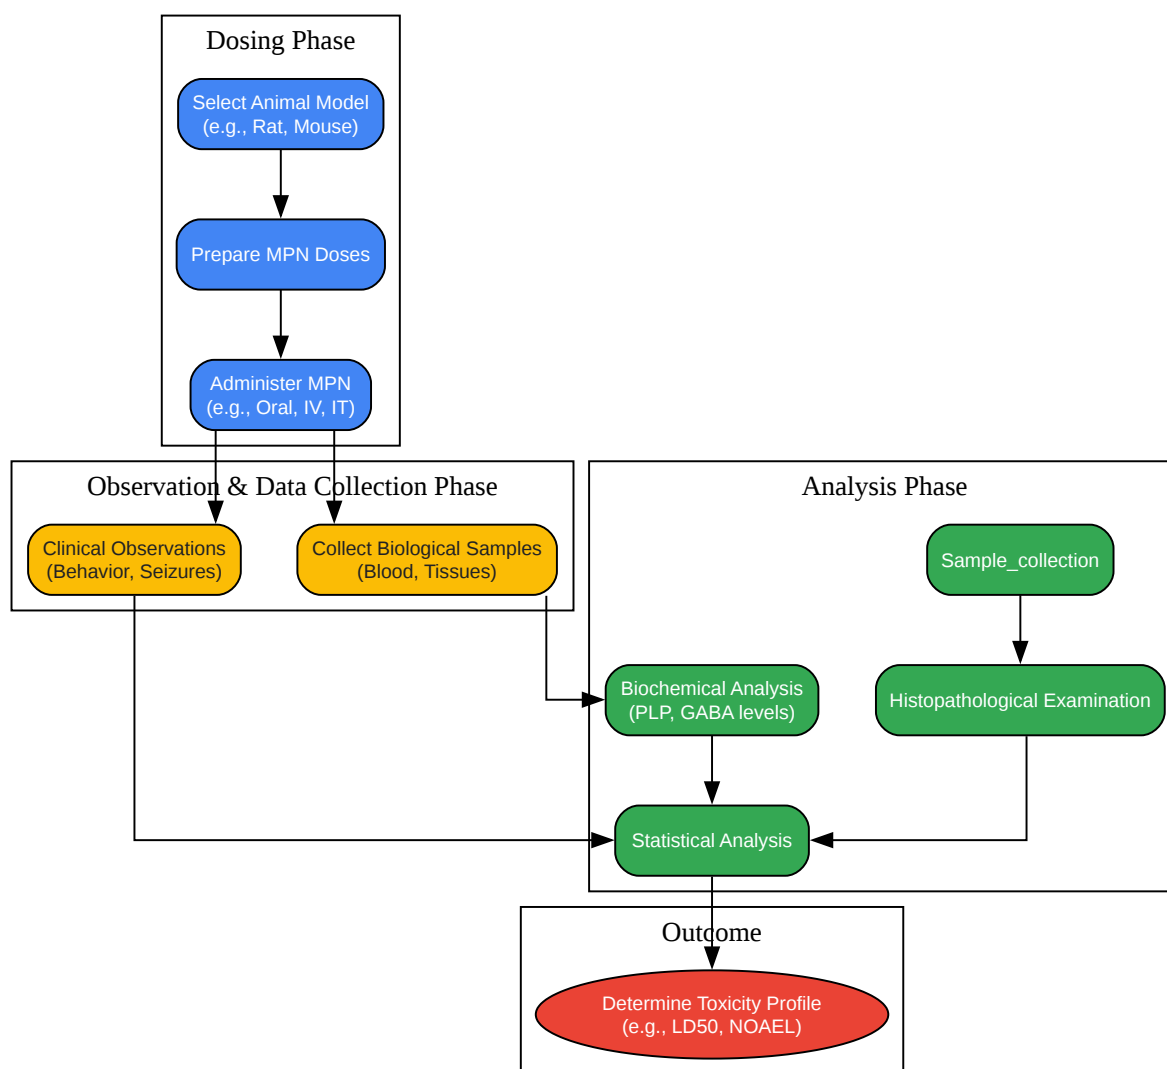 Dosing Phase
Select Animal Model
(e.g., Rat, Mouse)
Prepare MPN Doses
Administer MPN
(e.g., Oral, IV, IT)
Observation & Data Collection Phase
Clinical Observations
(Behavior, Seizures)
Collect Biological Samples
(Blood, Tissues)
Analysis Phase
Sample_collection
Biochemical Analysis
(PLP, GABA levels)
Histopathological Examination
Statistical Analysis
Outcome
Determine Toxicity Profile
(e.g., LD50, NOAEL)